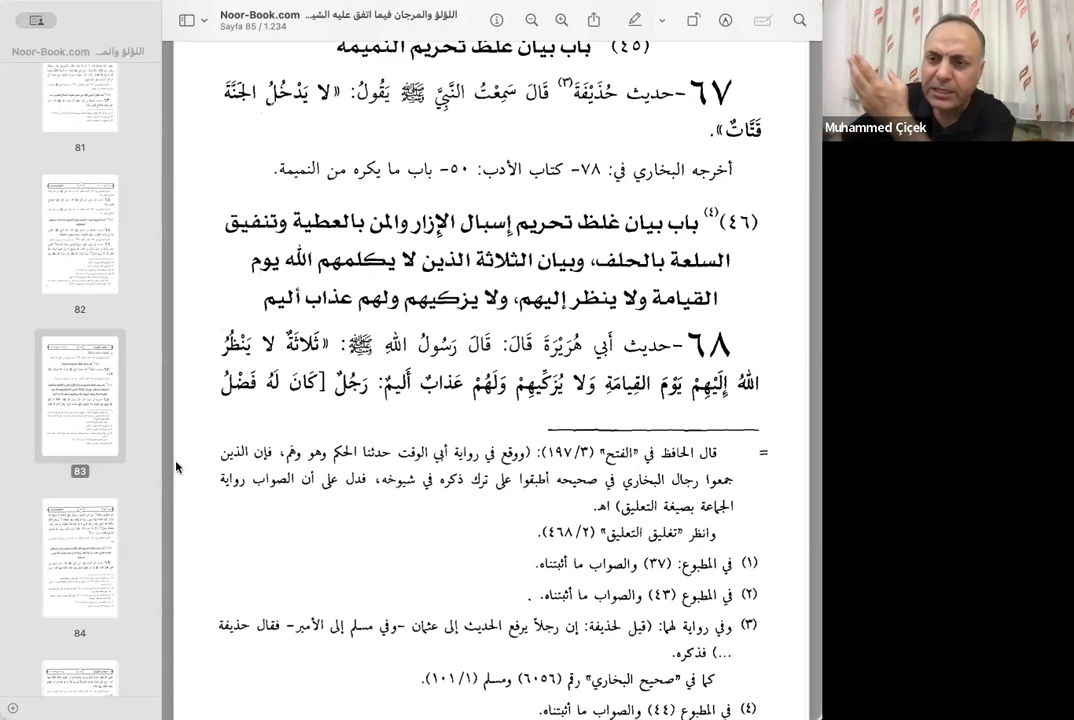 Noor-Book.com اللؤلؤ والمرجان فيما اتفق عليه الشي...
Sayfa 85 / 1.234
Noor-Book.com اللؤلؤ والمـ...
81
82
83
84
Muhammed Çiçek
(٤٥) باب بيان غلظ تحريم النميمة
٦٧-حديث حُذَيْفَةَ(٣) قَالَ سَمِعْتُ النَّبِيَّ ﷺ يَقُولُ: «لا يَدْخُلُ الجَنَّةَ
قَتَّاتٌ».
أخرجه البخاري في: ٧٨- كتاب الأدب: ٥٠- باب ما يكره من النميمة.
(٤٦)(٤) باب بيان غلظ تحريم إسبال الإزار والمن بالعطية وتنفيق
السلعة بالحلف، وبيان الثلاثة الذين لا يكلمهم الله يوم
القيامة ولا ينظر إليهم، ولا يزكيهم ولهم عذاب أليم
٦٨-حديث أَبي هُرَيْرَةَ قَالَ: قَالَ رَسُولُ اللهِ ﷺ: «ثَلاثَةٌ لا يَنْظُرُ
اللهُ إِلَيْهِمْ يَوْمَ القِيامَةِ وَلا يُزَكِّيهِمْ وَلَهُمْ عَذابٌ أَليمٌ: رَجُلٌ [كَانَ لَهُ فَضْلُ
= قال الحافظ في "الفتح" (٣/١٩٧): (ووقع في رواية أبي الوقت حدثنا الحكم وهو وهَم، فإن الذين
جمعوا رجال البخاري في صحيحه أطبقوا على ترك ذكره في شيوخه، فدل على أن الصواب رواية
الجماعة بصيغة التعليق) اهـ.
وانظر "تغليق التعليق" (٢/٤٦٨).
(١) في المطبوع: (٣٧) والصواب ما أثبتناه.
(٢) في المطبوع (٤٣) والصواب ما أثبتناه.
(٣) وفي رواية لهما: (قيل لحذيفة: إن رجلاً يرفع الحديث إلى عثمان -وفي مسلم إلى الأمير- فقال حذيفة
...) فذكره.
كما في "صحيح البخاري" رقم (٦٠٥٦) ومسلم (١/١٠١).
(٤) في المطبوع (٤٤) والصواب ما أثبتناه.